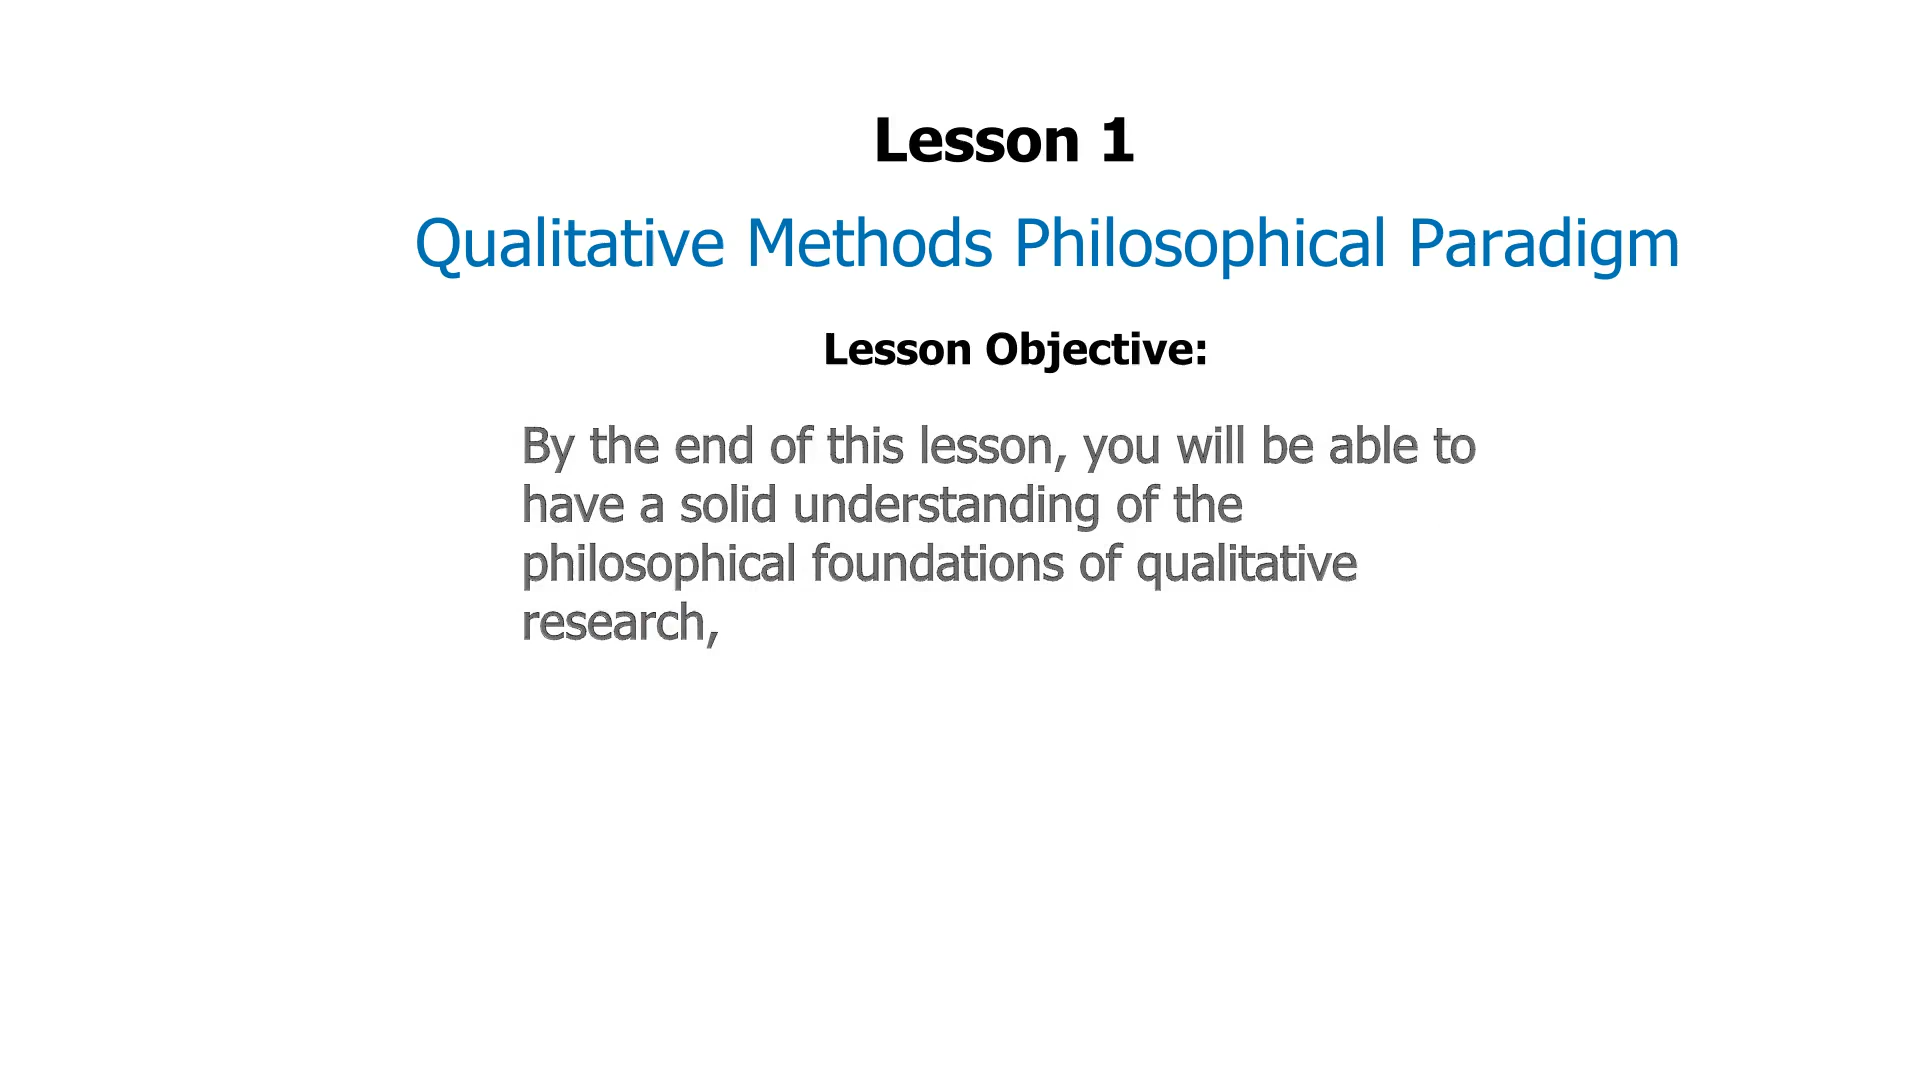 Lesson 1
Qualitative Methods Philosophical Paradigm
Lesson Objective:
By the end of this lesson, you will be able to
have a solid understanding of the
philosophical foundations of qualitative
research,